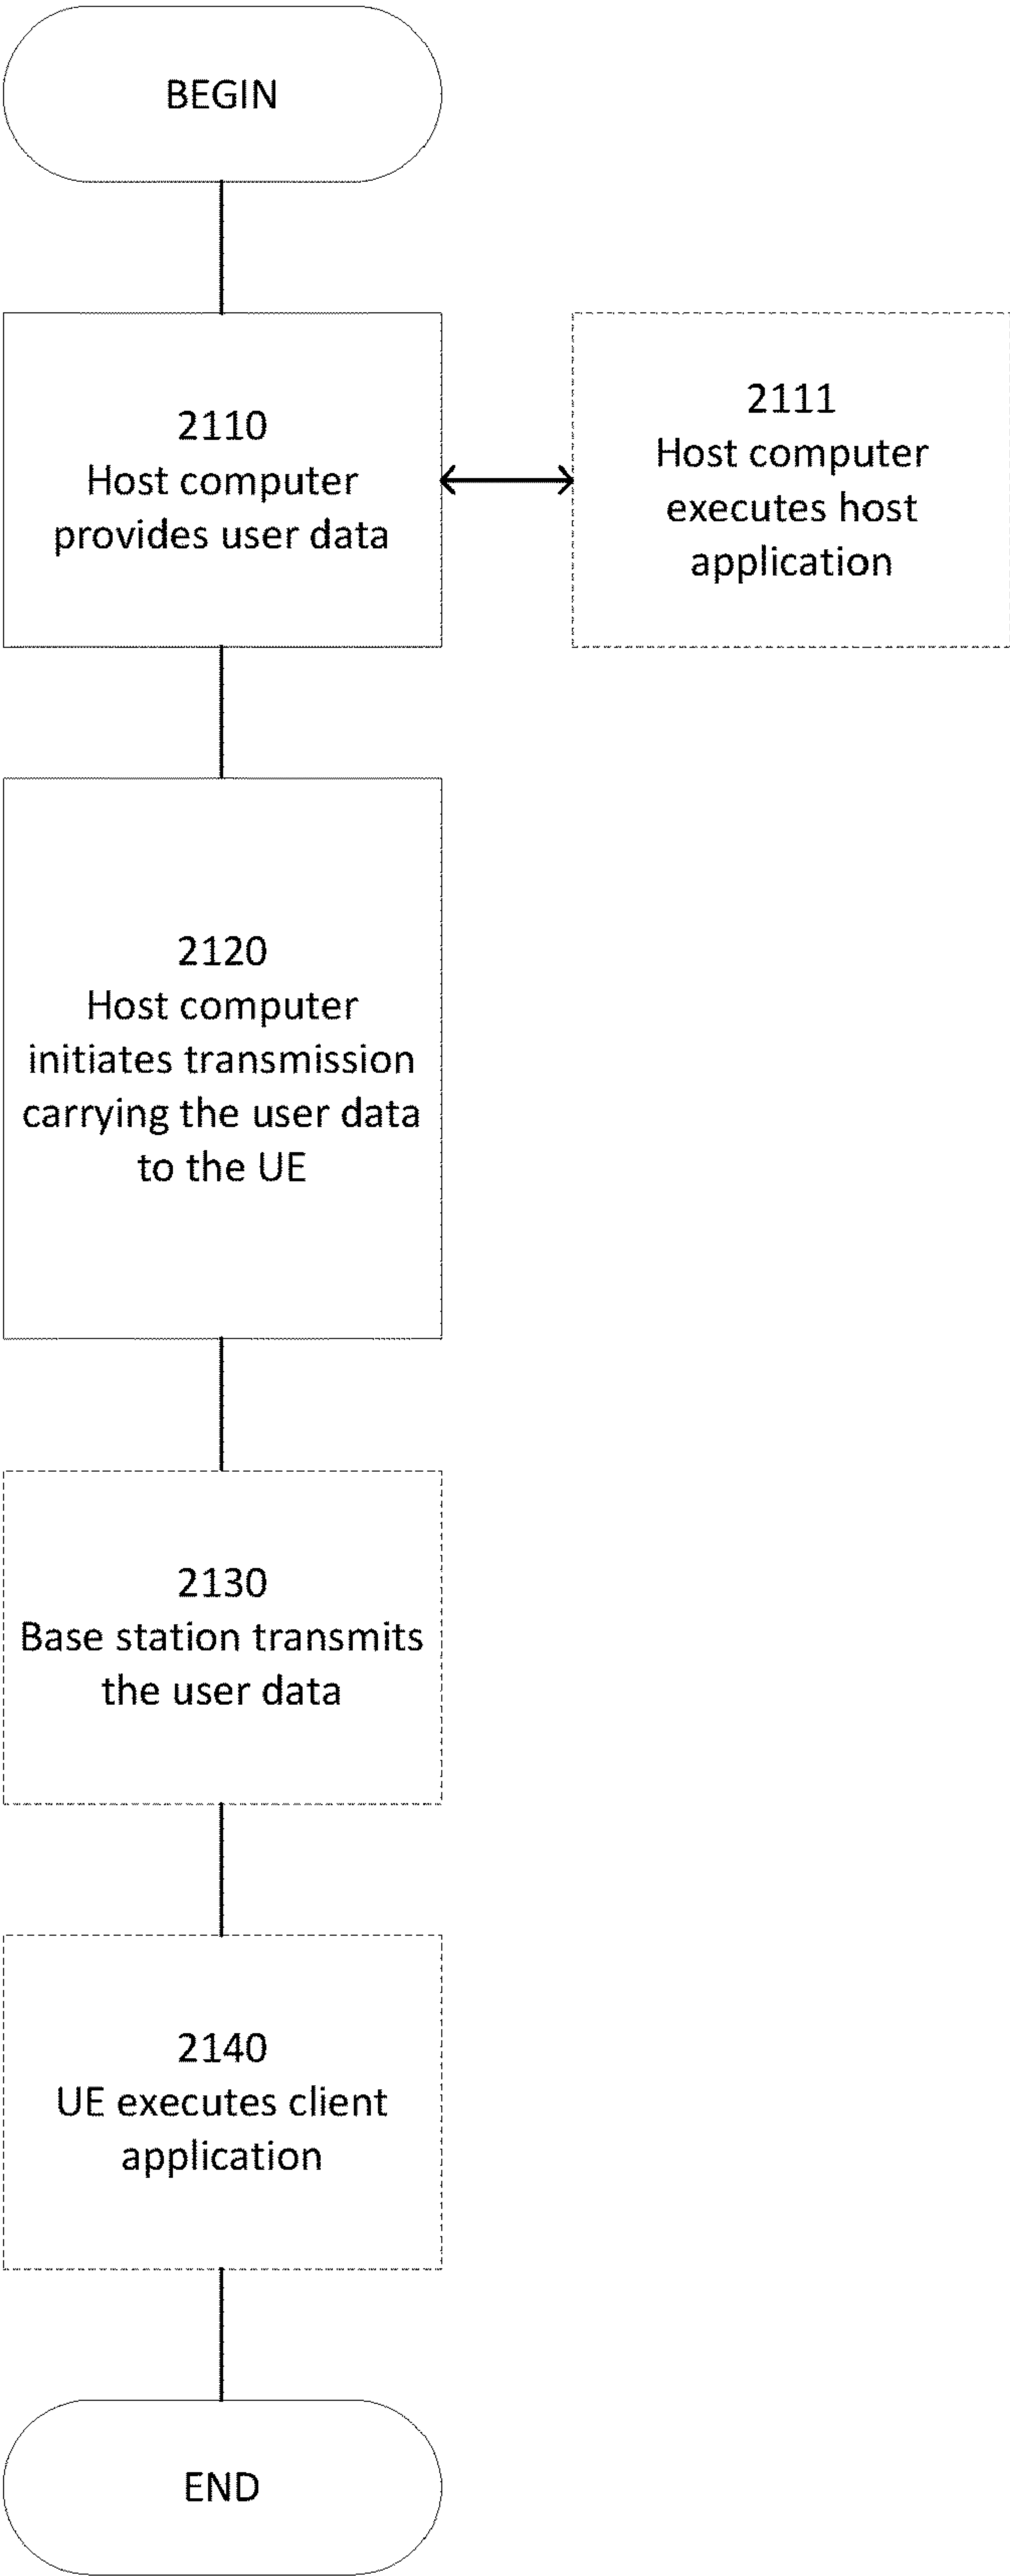 BEGIN
2110
Host computer
provides user data
2111
Host computer
executes host
application
2120
Host computer
initiates transmission
carrying the user data
to the UE
2130
Base station transmits
the user data
2140
UE executes client
application
END